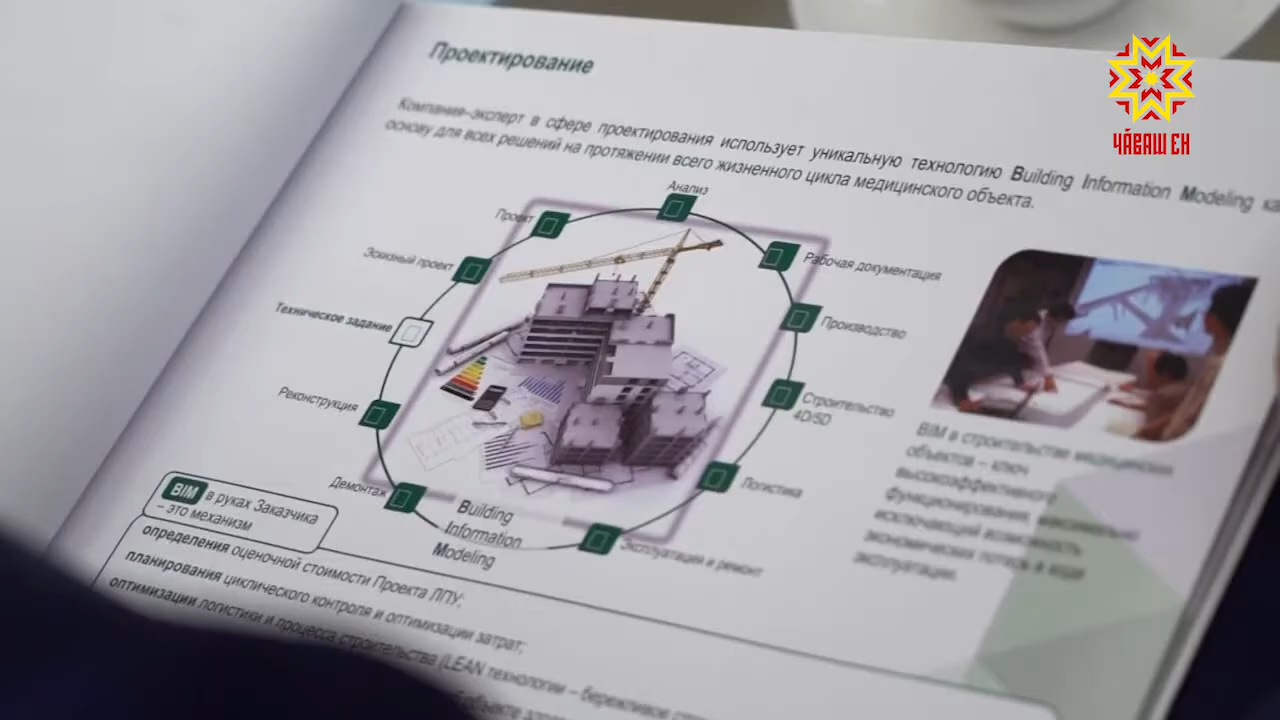 Проектирование
ЧӐВАШ ЕН
Компания-эксперт в сфере проектирования использует уникальную технологию Building Information Modeling
основу для всех решений на протяжении всего жизненного цикла медицинского объекта.
Анализ
Проект
Рабочая документация
Эскизный проект
Техническое задание
Производство
Реконструкция
Строительство
4D/5D
Демонтаж
Логистика
Эксплуатация и ремонт
Building
Information
Modeling
BIM в строительстве медицинских
объектов – ключ
высокоэффективного
функционирования, максимально
исключающий возможность
экономических потерь в ходе
эксплуатации.
BIM в руках Заказчика
– это механизм
определения оценочной стоимости Проекта ЛПУ;
планирования циклического контроля и оптимизации затрат;
оптимизации логистики и процесса строительства (LEAN технологии – бережливое
объекте